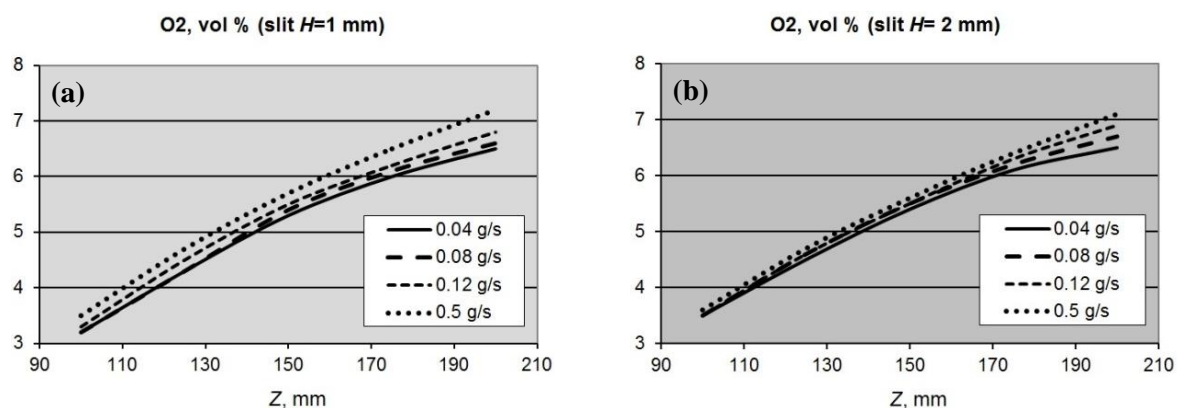 O2, vol % (slit H=1 mm)
(a)
8
7
6
5
4
3
0.04 g/s
0.08 g/s
0.12 g/s
0.5 g/s
90 110 130 150 170 190 210
Z, mm
O2, vol % (slit H= 2 mm)
(b)
8
7
6
5
4
3
0.04 g/s
0.08 g/s
0.12 g/s
0.5 g/s
90 110 130 150 170 190 210
Z, mm